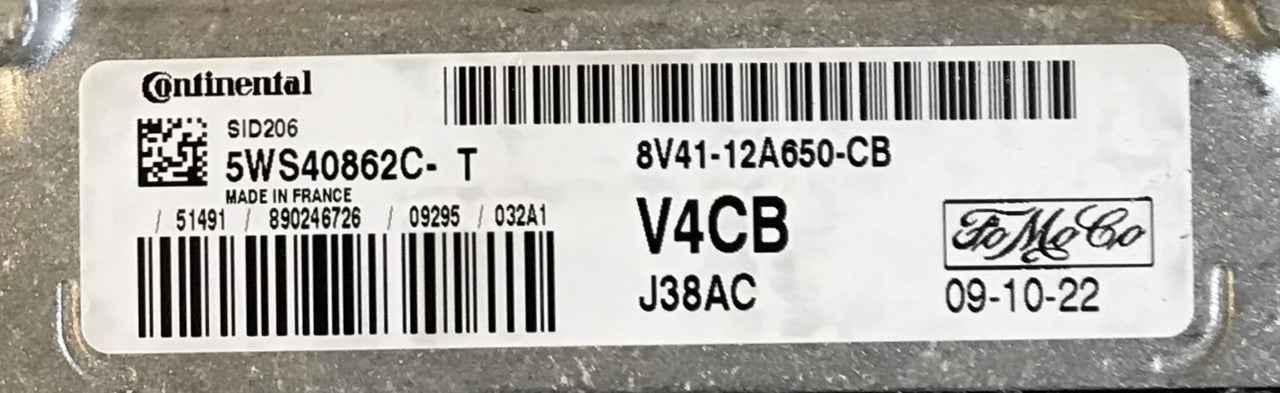 Continental
SID206
5WS40862C- T
MADE IN FRANCE
/ 51491 / 890246726 / 09295 / 032A1
8V41-12A650-CB
V4CB
J38AC
FoMoCo
09-10-22